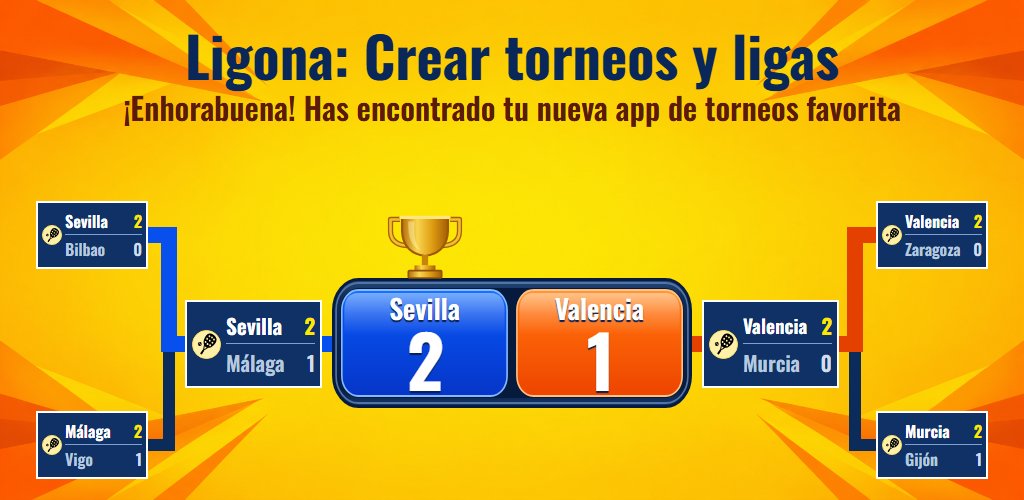 Ligona: Crear torneos y ligas
¡Enhorabuena! Has encontrado tu nueva app de torneos favorita
Sevilla 2
Bilbao 0
Málaga 2
Vigo 1
Sevilla 2
Málaga 1
Sevilla
2
Valencia
1
Valencia 2
Murcia 0
Valencia 2
Zaragoza 0
Murcia 2
Gijón 1